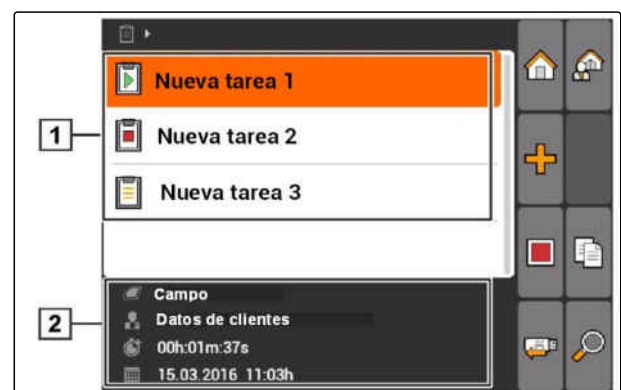 Nueva tarea 1
1
Nueva tarea 2
Nueva tarea 3
Campo
2
Datos de clientes
00h:01m:37s
15.03.2016 11:03h